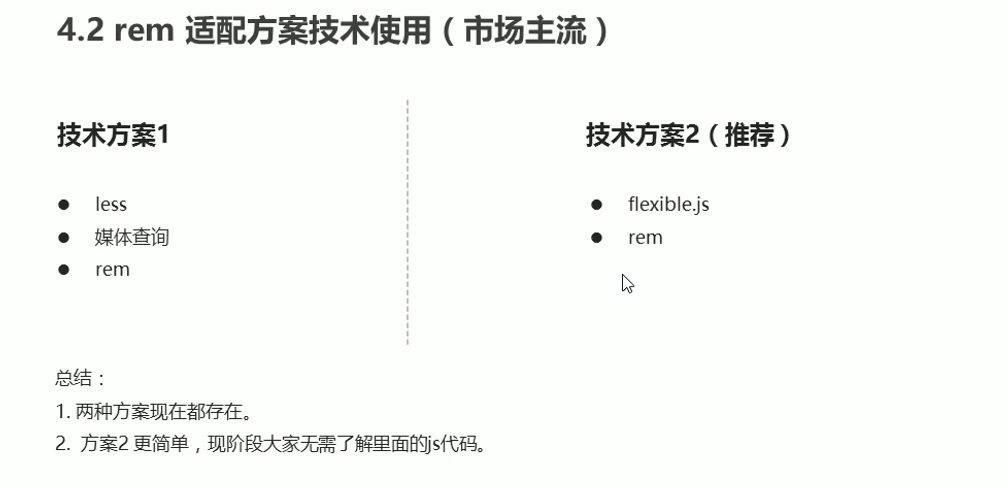 4.2 rem 适配方案技术使用（市场主流）
技术方案1
● less
● 媒体查询
● rem
技术方案2（推荐）
● flexible.js
● rem
总结：
1. 两种方案现在都存在。
2. 方案2 更简单，现阶段大家无需了解里面的js代码。